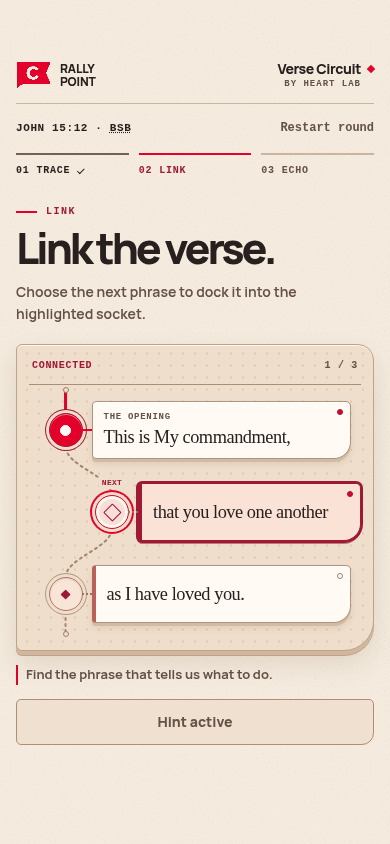 C
RALLY
POINT
Verse Circuit
BY HEART LAB
JOHN 15:12 · BSB
Restart round
01 TRACE
02 LINK
03 ECHO
LINK
Link the verse.
Choose the next phrase to dock it into the
highlighted socket.
CONNECTED
1 / 3
THE OPENING
This is My commandment,
NEXT
that you love one another
as I have loved you.
Find the phrase that tells us what to do.
Hint active